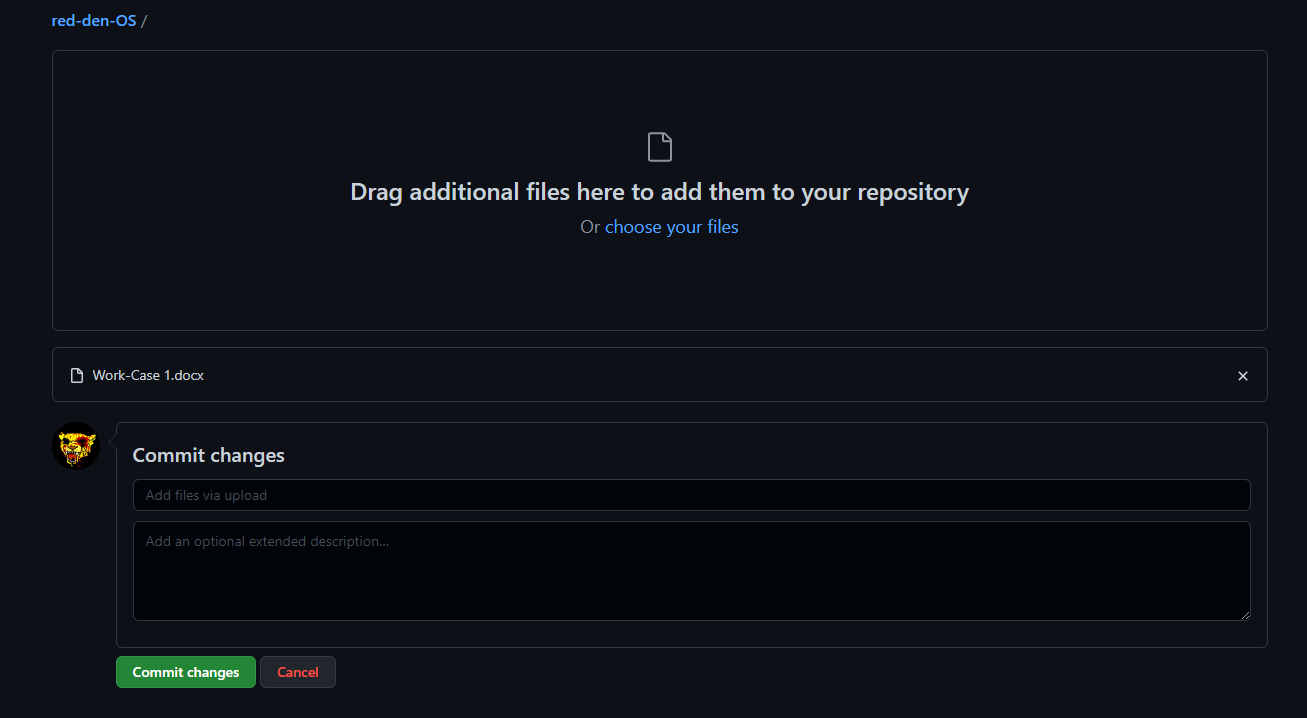 red-den-OS /
Drag additional files here to add them to your repository
Or choose your files
Work-Case 1.docx
Commit changes
Add files via upload
Add an optional extended description...
Commit changes
Cancel